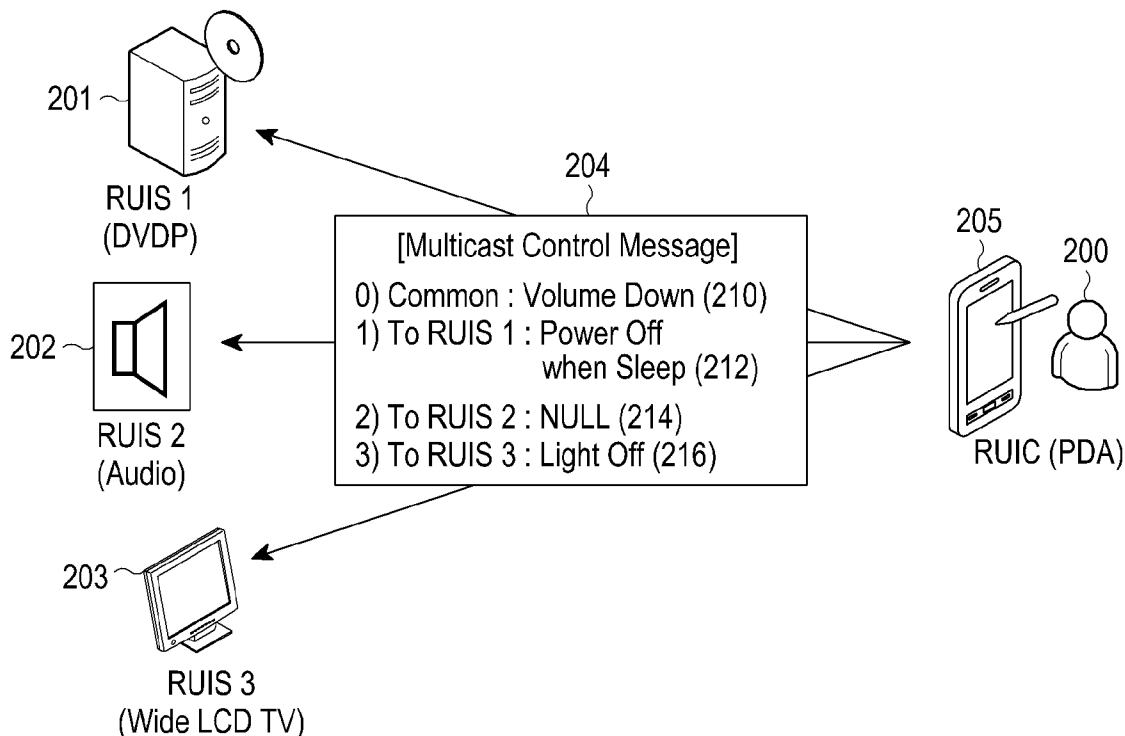 201
RUIS 1
(DVDP)
202
RUIS 2
(Audio)
203
RUIS 3
(Wide LCD TV)
204
[Multicast Control Message]
0) Common : Volume Down (210)
1) To RUIS 1 : Power Off
when Sleep (212)
2) To RUIS 2 : NULL (214)
3) To RUIS 3 : Light Off (216)
205
200
RUIC (PDA)